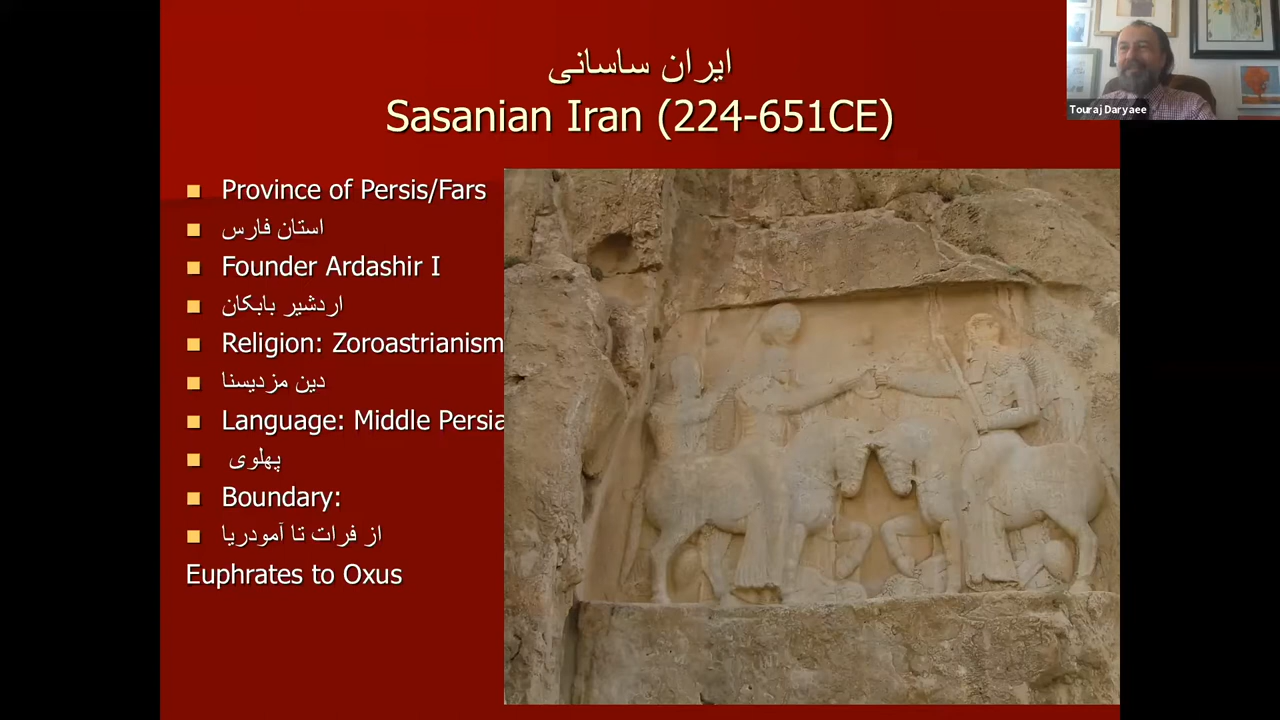 ایران ساسانی
Sasanian Iran (224-651CE)
Province of Persis/Fars
استان فارس
Founder Ardashir I
اردشیر بابکان
Religion: Zoroastrianism
دین مزدیسنا
Language: Middle Persia
پهلوی
Boundary:
از فرات تا آمودریا
Euphrates to Oxus
Touraj Daryaee